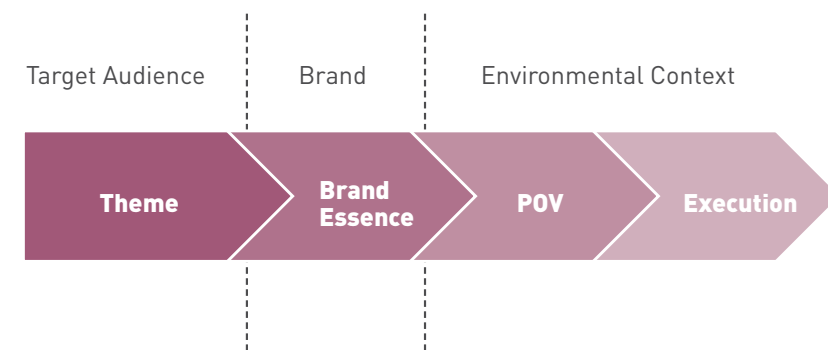 Target Audience
Brand
Environmental Context
Theme
Brand
Essence
POV
Execution